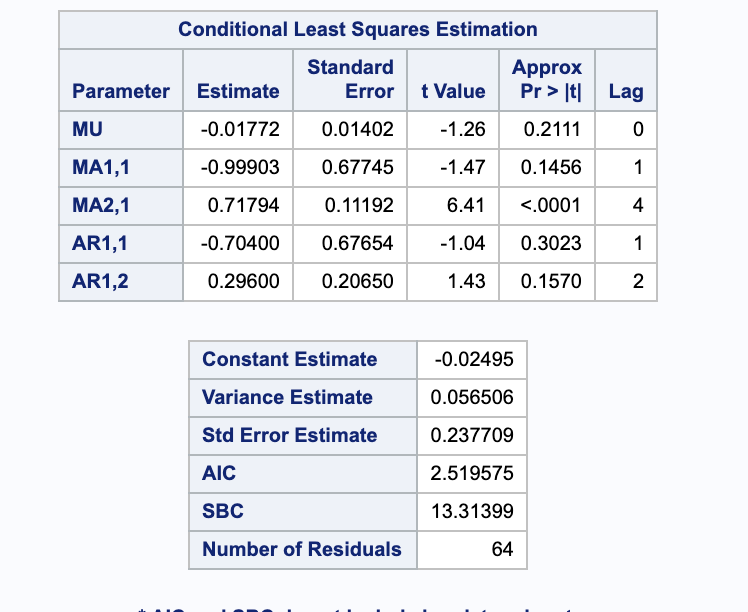 Conditional Least Squares Estimation
Parameter Estimate Standard Error t Value Approx Pr > |t| Lag
MU -0.01772 0.01402 -1.26 0.2111 0
MA1,1 -0.99903 0.67745 -1.47 0.1456 1
MA2,1 0.71794 0.11192 6.41 <.0001 4
AR1,1 -0.70400 0.67654 -1.04 0.3023 1
AR1,2 0.29600 0.20650 1.43 0.1570 2
Constant Estimate -0.02495
Variance Estimate 0.056506
Std Error Estimate 0.237709
AIC 2.519575
SBC 13.31399
Number of Residuals 64